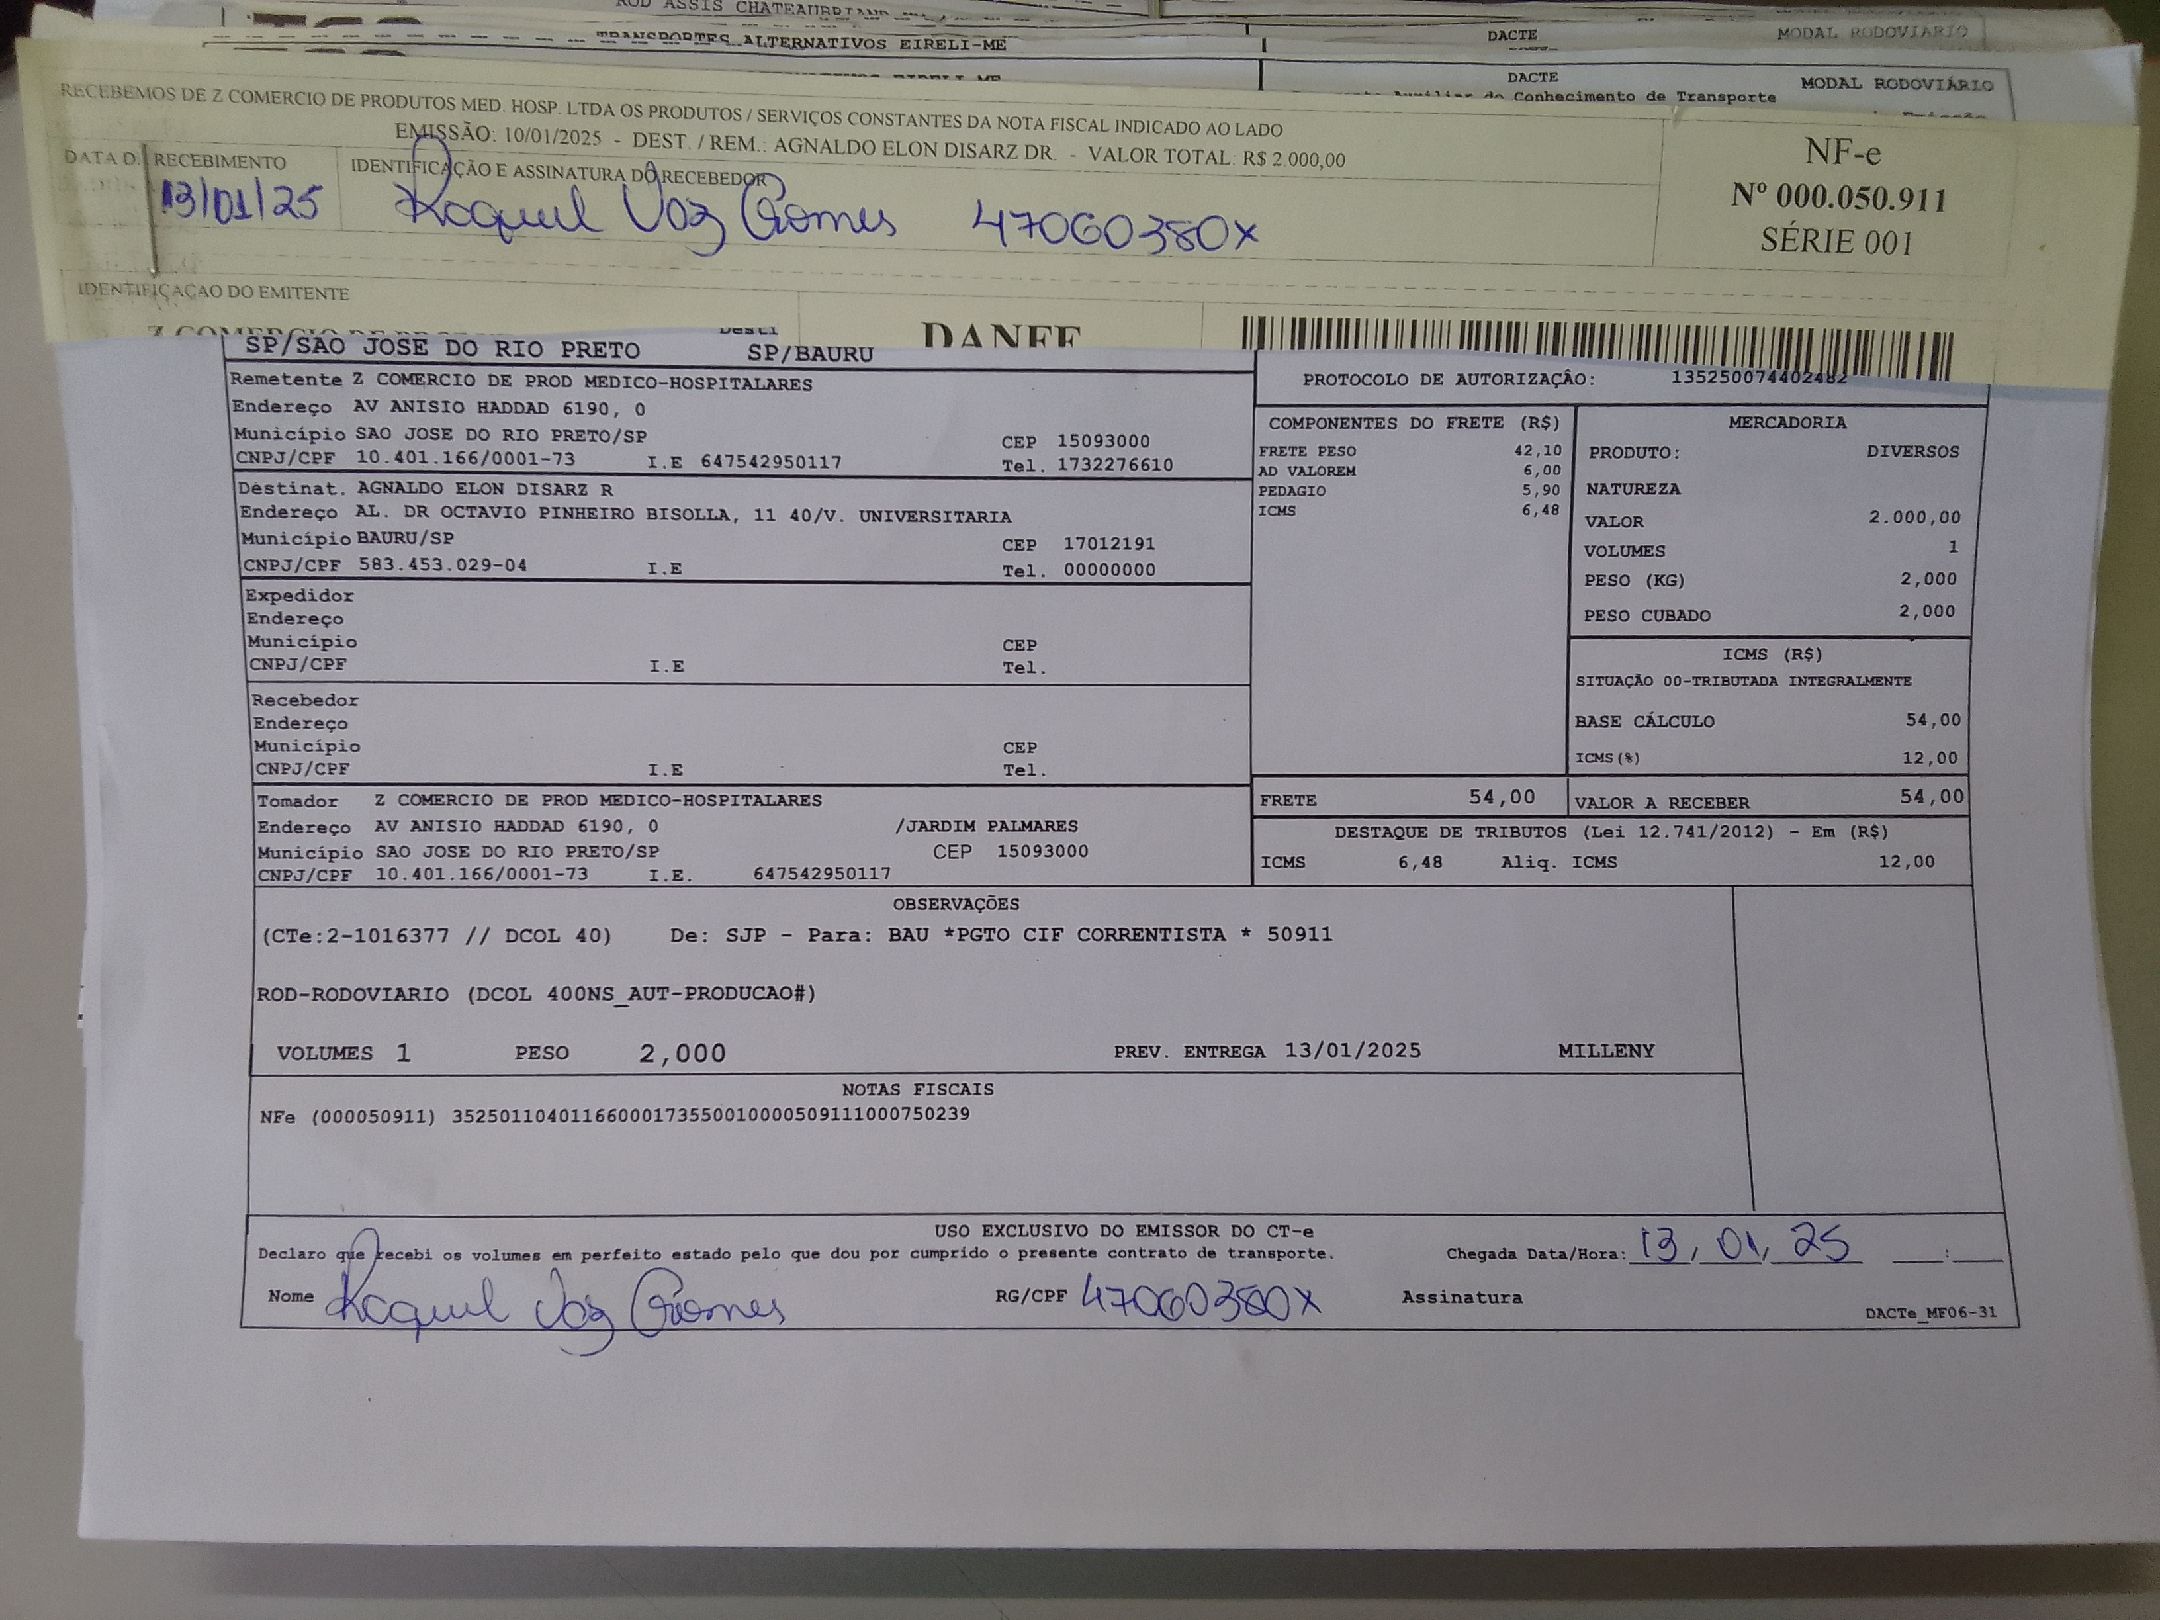 ROD ASSIS CHATEAUBRIAND
TRANSPORTES ALTERNATIVOS EIRELI-ME DACTE MODAL RODOVIARIO
DACTE MODAL RODOVIÁRIO
Conhecimento de Transporte
RECEBEMOS DE Z COMERCIO DE PRODUTOS MED. HOSP. LTDA OS PRODUTOS / SERVIÇOS CONSTANTES DA NOTA FISCAL INDICADO AO LADO
EMISSÃO: 10/01/2025 - DEST. / REM.: AGNALDO ELON DISARZ DR. - VALOR TOTAL: R$ 2.000,00
NF-e
Nº 000.050.911
SÉRIE 001
DATA D. RECEBIMENTO IDENTIFICAÇÃO E ASSINATURA DO RECEBEDOR
13/01/25 Raquel Vaz Gomes 47060380X
IDENTIFICAÇÃO DO EMITENTE
Z COMERCIO DE DANFE
SP/SAO JOSE DO RIO PRETO SP/BAURU
PROTOCOLO DE AUTORIZAÇÃO: 135250074402482
Remetente Z COMERCIO DE PROD MEDICO-HOSPITALARES
Endereço AV ANISIO HADDAD 6190, 0
Município SAO JOSE DO RIO PRETO/SP CEP 15093000
CNPJ/CPF 10.401.166/0001-73 I.E 647542950117 Tel. 1732276610
Destinat. AGNALDO ELON DISARZ R
Endereço AL. DR OCTAVIO PINHEIRO BISOLLA, 11 40/V. UNIVERSITARIA
Município BAURU/SP CEP 17012191
CNPJ/CPF 583.453.029-04 I.E Tel. 00000000
Expedidor
Endereço
Município CEP
CNPJ/CPF I.E Tel.
Recebedor
Endereço
Município CEP
CNPJ/CPF I.E Tel.
Tomador Z COMERCIO DE PROD MEDICO-HOSPITALARES
Endereço AV ANISIO HADDAD 6190, 0 /JARDIM PALMARES
Município SAO JOSE DO RIO PRETO/SP CEP 15093000
CNPJ/CPF 10.401.166/0001-73 I.E. 647542950117
COMPONENTES DO FRETE (R$)
FRETE PESO 42,10
AD VALOREM 6,00
PEDAGIO 5,90
ICMS 6,48
MERCADORIA
PRODUTO: DIVERSOS
NATUREZA
VALOR 2.000,00
VOLUMES 1
PESO (KG) 2,000
PESO CUBADO 2,000
ICMS (R$)
SITUAÇÃO 00-TRIBUTADA INTEGRALMENTE
BASE CÁLCULO 54,00
ICMS(%) 12,00
FRETE 54,00 VALOR A RECEBER 54,00
DESTAQUE DE TRIBUTOS (Lei 12.741/2012) - Em (R$)
ICMS 6,48 Aliq. ICMS 12,00
OBSERVAÇÕES
(CTe:2-1016377 // DCOL 40) De: SJP - Para: BAU *PGTO CIF CORRENTISTA * 50911
ROD-RODOVIARIO (DCOL 400NS_AUT-PRODUCAO#)
VOLUMES 1 PESO 2,000 PREV. ENTREGA 13/01/2025 MILLENY
NOTAS FISCAIS
NFe (000050911) 35250110401166000173550010000509111000750239
USO EXCLUSIVO DO EMISSOR DO CT-e
Declaro que recebi os volumes em perfeito estado pelo que dou por cumprido o presente contrato de transporte. Chegada Data/Hora: 13, 01, 25 :
Nome Raquel Vaz Gomes RG/CPF 47060380X Assinatura
DACTe_MF06-31